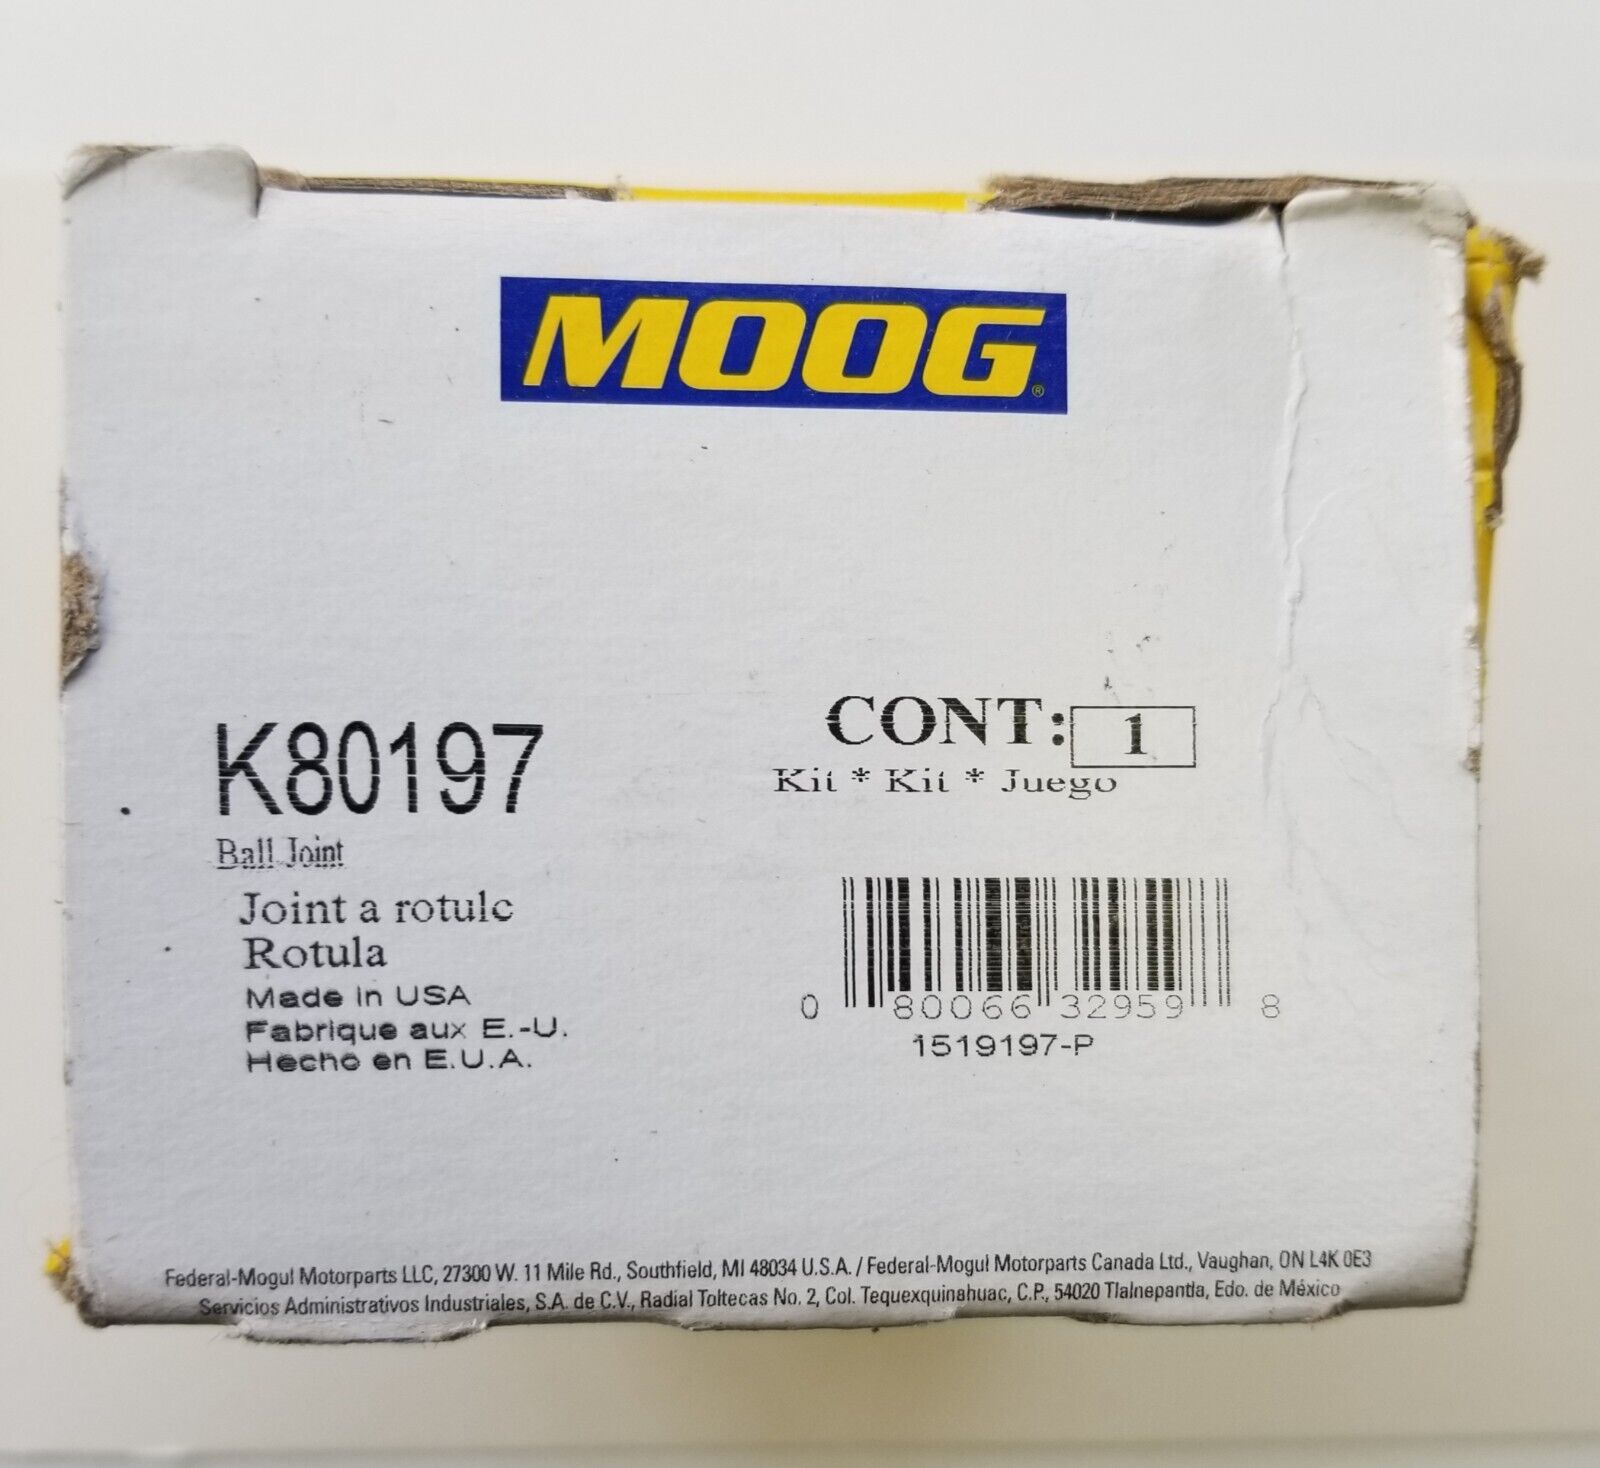 MOOG®
K80197
Ball Joint
Joint a rotule
Rotula
Made in USA
Fabrique aux E.-U.
Hecho en E.U.A.
CONT: 1
Kit * Kit * Juego
0 80066 32959 8
1519197-P
Federal-Mogul Motorparts LLC, 27300 W. 11 Mile Rd., Southfield, MI 48034 U.S.A. / Federal-Mogul Motorparts Canada Ltd., Vaughan, ON L4K 0E3
Servicios Administrativos Industriales, S.A. de C.V., Radial Toltecas No. 2, Col. Tequexquinahuac, C.P., 54020 Tlalnepantla, Edo. de México